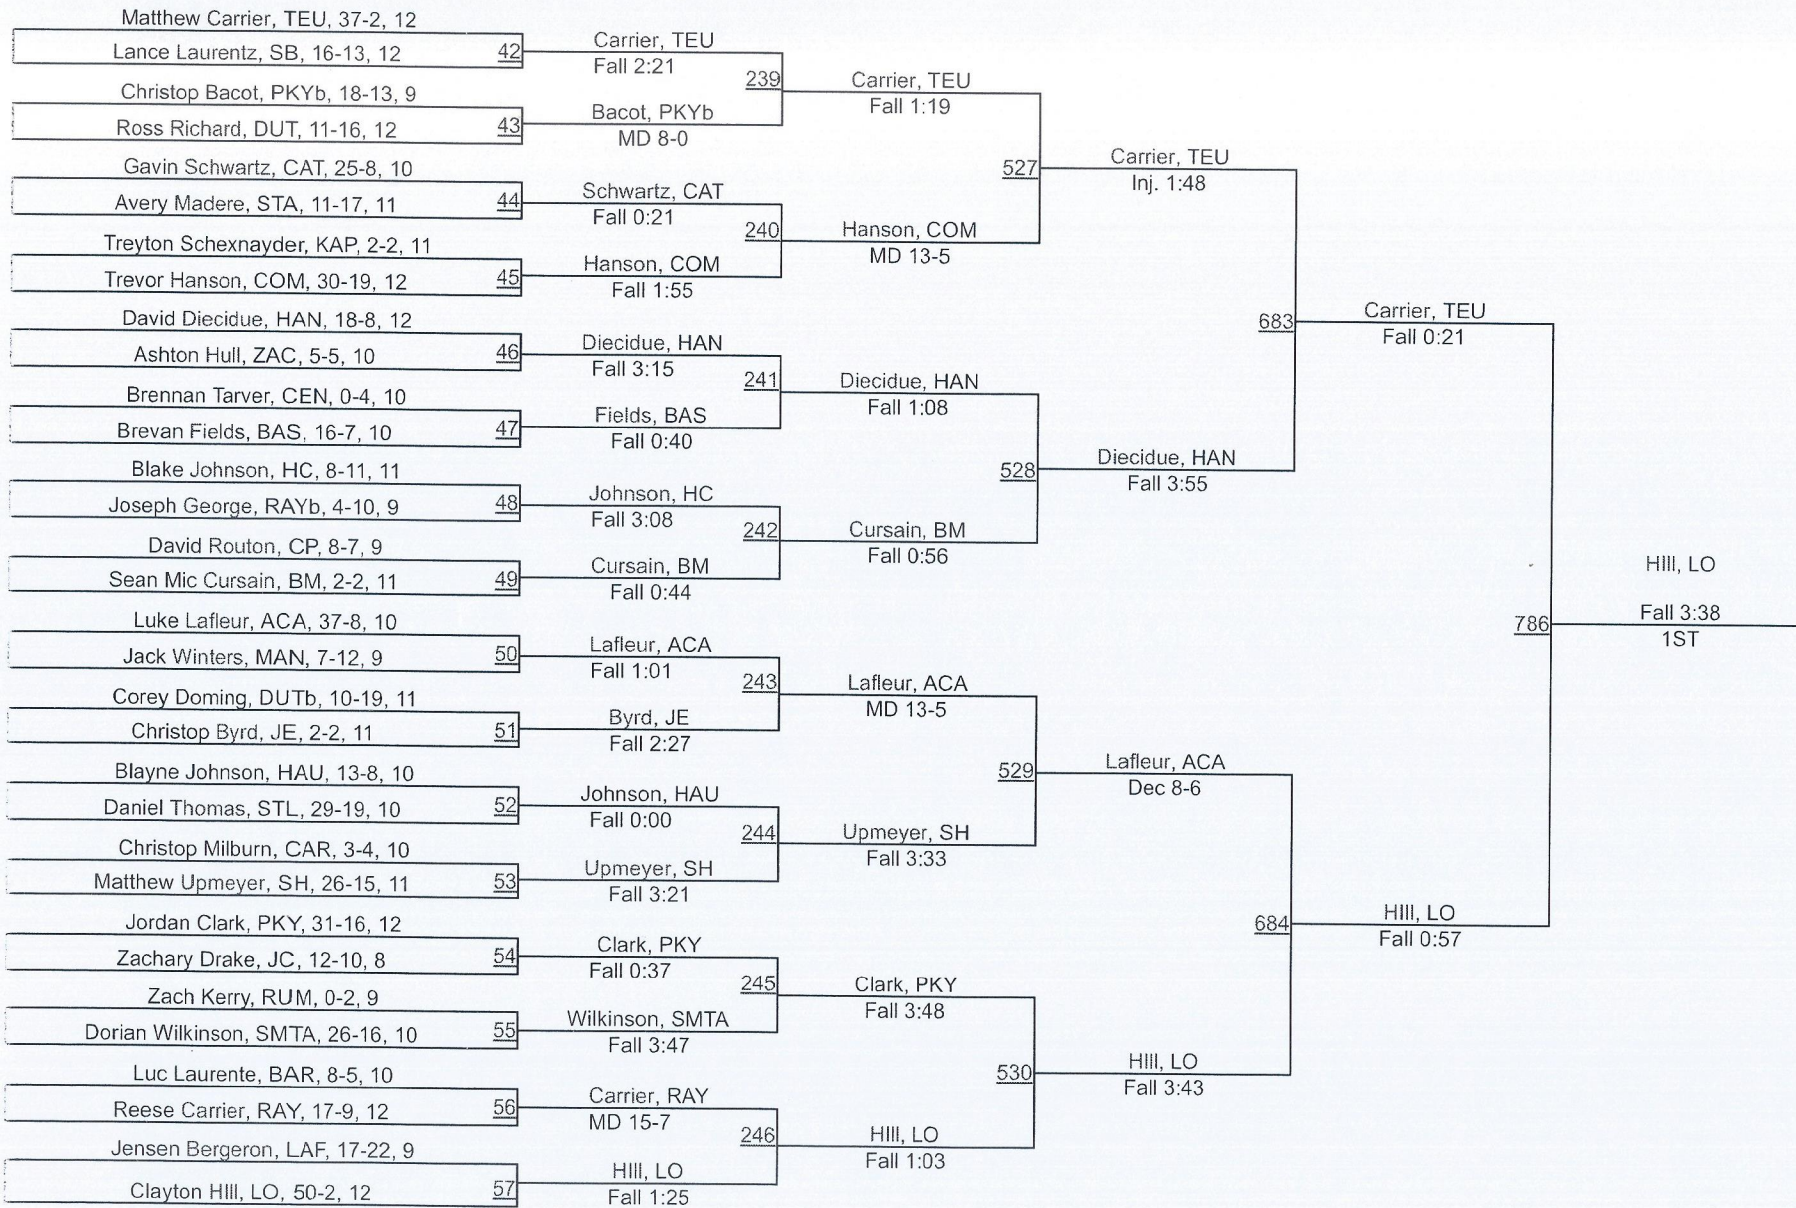 Matthew Carrier, TEU, 37-2, 12
Lance Laurentz, SB, 16-13, 12
42
Christop Bacot, PKYb, 18-13, 9
Ross Richard, DUT, 11-16, 12
43
Gavin Schwartz, CAT, 25-8, 10
Avery Madere, STA, 11-17, 11
44
Treyton Schexnayder, KAP, 2-2, 11
Trevor Hanson, COM, 30-19, 12
45
David Diecidue, HAN, 18-8, 12
Ashton Hull, ZAC, 5-5, 10
46
Brennan Tarver, CEN, 0-4, 10
Brevan Fields, BAS, 16-7, 10
47
Blake Johnson, HC, 8-11, 11
Joseph George, RAYb, 4-10, 9
48
David Routon, CP, 8-7, 9
Sean Mic Cursain, BM, 2-2, 11
49
Luke Lafleur, ACA, 37-8, 10
Jack Winters, MAN, 7-12, 9
50
Corey Doming, DUTb, 10-19, 11
Christop Byrd, JE, 2-2, 11
51
Blayne Johnson, HAU, 13-8, 10
Daniel Thomas, STL, 29-19, 10
52
Christop Milburn, CAR, 3-4, 10
Matthew Upmeyer, SH, 26-15, 11
53
Jordan Clark, PKY, 31-16, 12
Zachary Drake, JC, 12-10, 8
54
Zach Kerry, RUM, 0-2, 9
Dorian Wilkinson, SMTA, 26-16, 10
55
Luc Laurente, BAR, 8-5, 10
Reese Carrier, RAY, 17-9, 12
56
Jensen Bergeron, LAF, 17-22, 9
Clayton HIll, LO, 50-2, 12
57
Carrier, TEU
Fall 2:21
239
Bacot, PKYb
MD 8-0
Schwartz, CAT
Fall 0:21
240
Hanson, COM
Fall 1:55
Diecidue, HAN
Fall 3:15
241
Fields, BAS
Fall 0:40
Johnson, HC
Fall 3:08
242
Cursain, BM
Fall 0:44
Lafleur, ACA
Fall 1:01
243
Byrd, JE
Fall 2:27
Johnson, HAU
Fall 0:00
244
Upmeyer, SH
Fall 3:21
Clark, PKY
Fall 0:37
245
Wilkinson, SMTA
Fall 3:47
Carrier, RAY
MD 15-7
246
HIll, LO
Fall 1:25
Carrier, TEU
Fall 1:19
527
Hanson, COM
MD 13-5
Diecidue, HAN
Fall 1:08
528
Cursain, BM
Fall 0:56
Lafleur, ACA
MD 13-5
529
Upmeyer, SH
Fall 3:33
Clark, PKY
Fall 3:48
530
HIll, LO
Fall 1:03
Carrier, TEU
Inj. 1:48
683
Diecidue, HAN
Fall 3:55
Lafleur, ACA
Dec 8-6
684
HIll, LO
Fall 3:43
Carrier, TEU
Fall 0:21
786
HIll, LO
Fall 0:57
HIll, LO
Fall 3:38
1ST